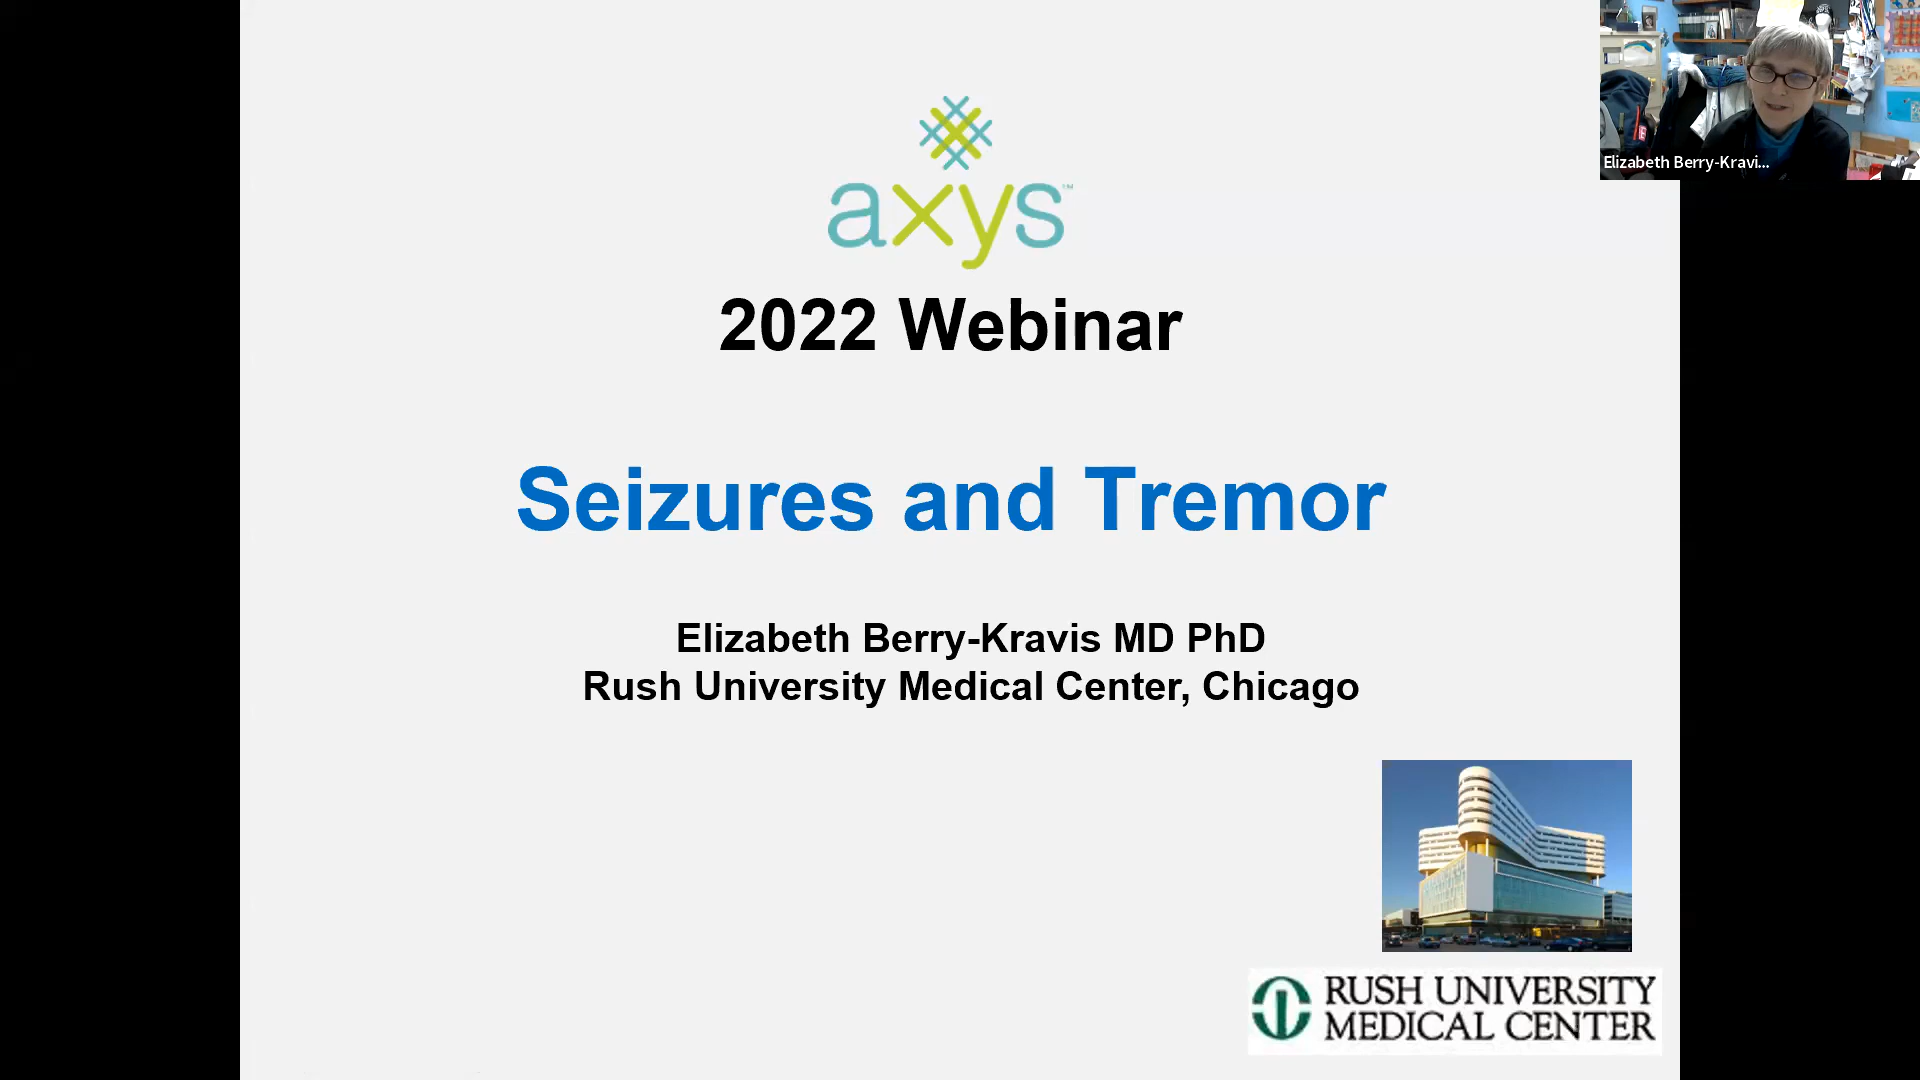 Elizabeth Berry-Kravi...
axys™
2022 Webinar
Seizures and Tremor
Elizabeth Berry-Kravis MD PhD
Rush University Medical Center, Chicago
RUSH UNIVERSITY
MEDICAL CENTER